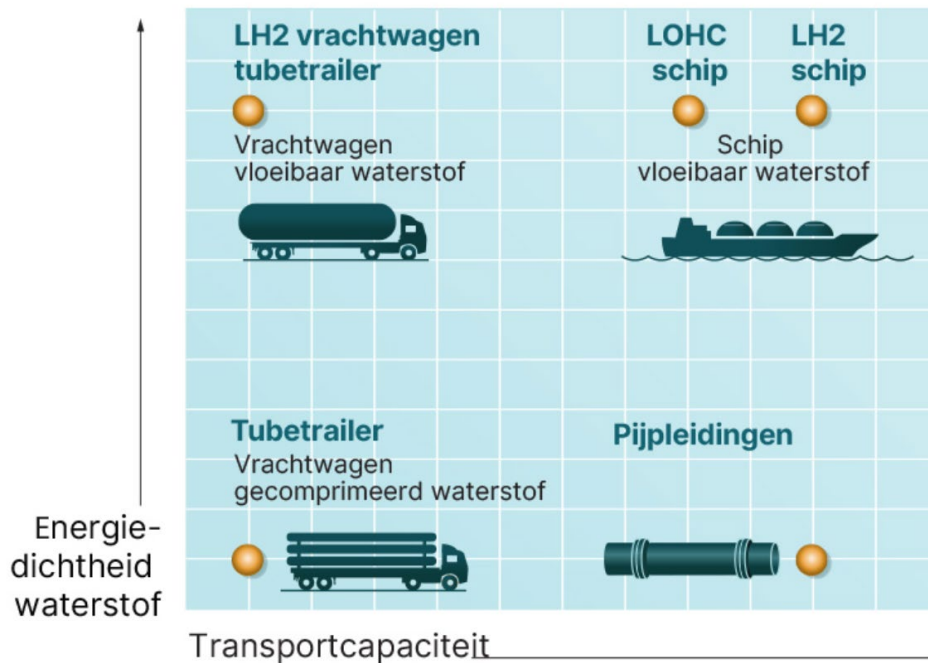 LH2 vrachtwagen
tubetrailer
Vrachtwagen
vloeibaar waterstof
LOHC
schip
LH2
schip
Schip
vloeibaar waterstof
Tubetrailer
Vrachtwagen
gecomprimeerd waterstof
Pijpleidingen
Energie-
dichtheid
waterstof
Transportcapaciteit